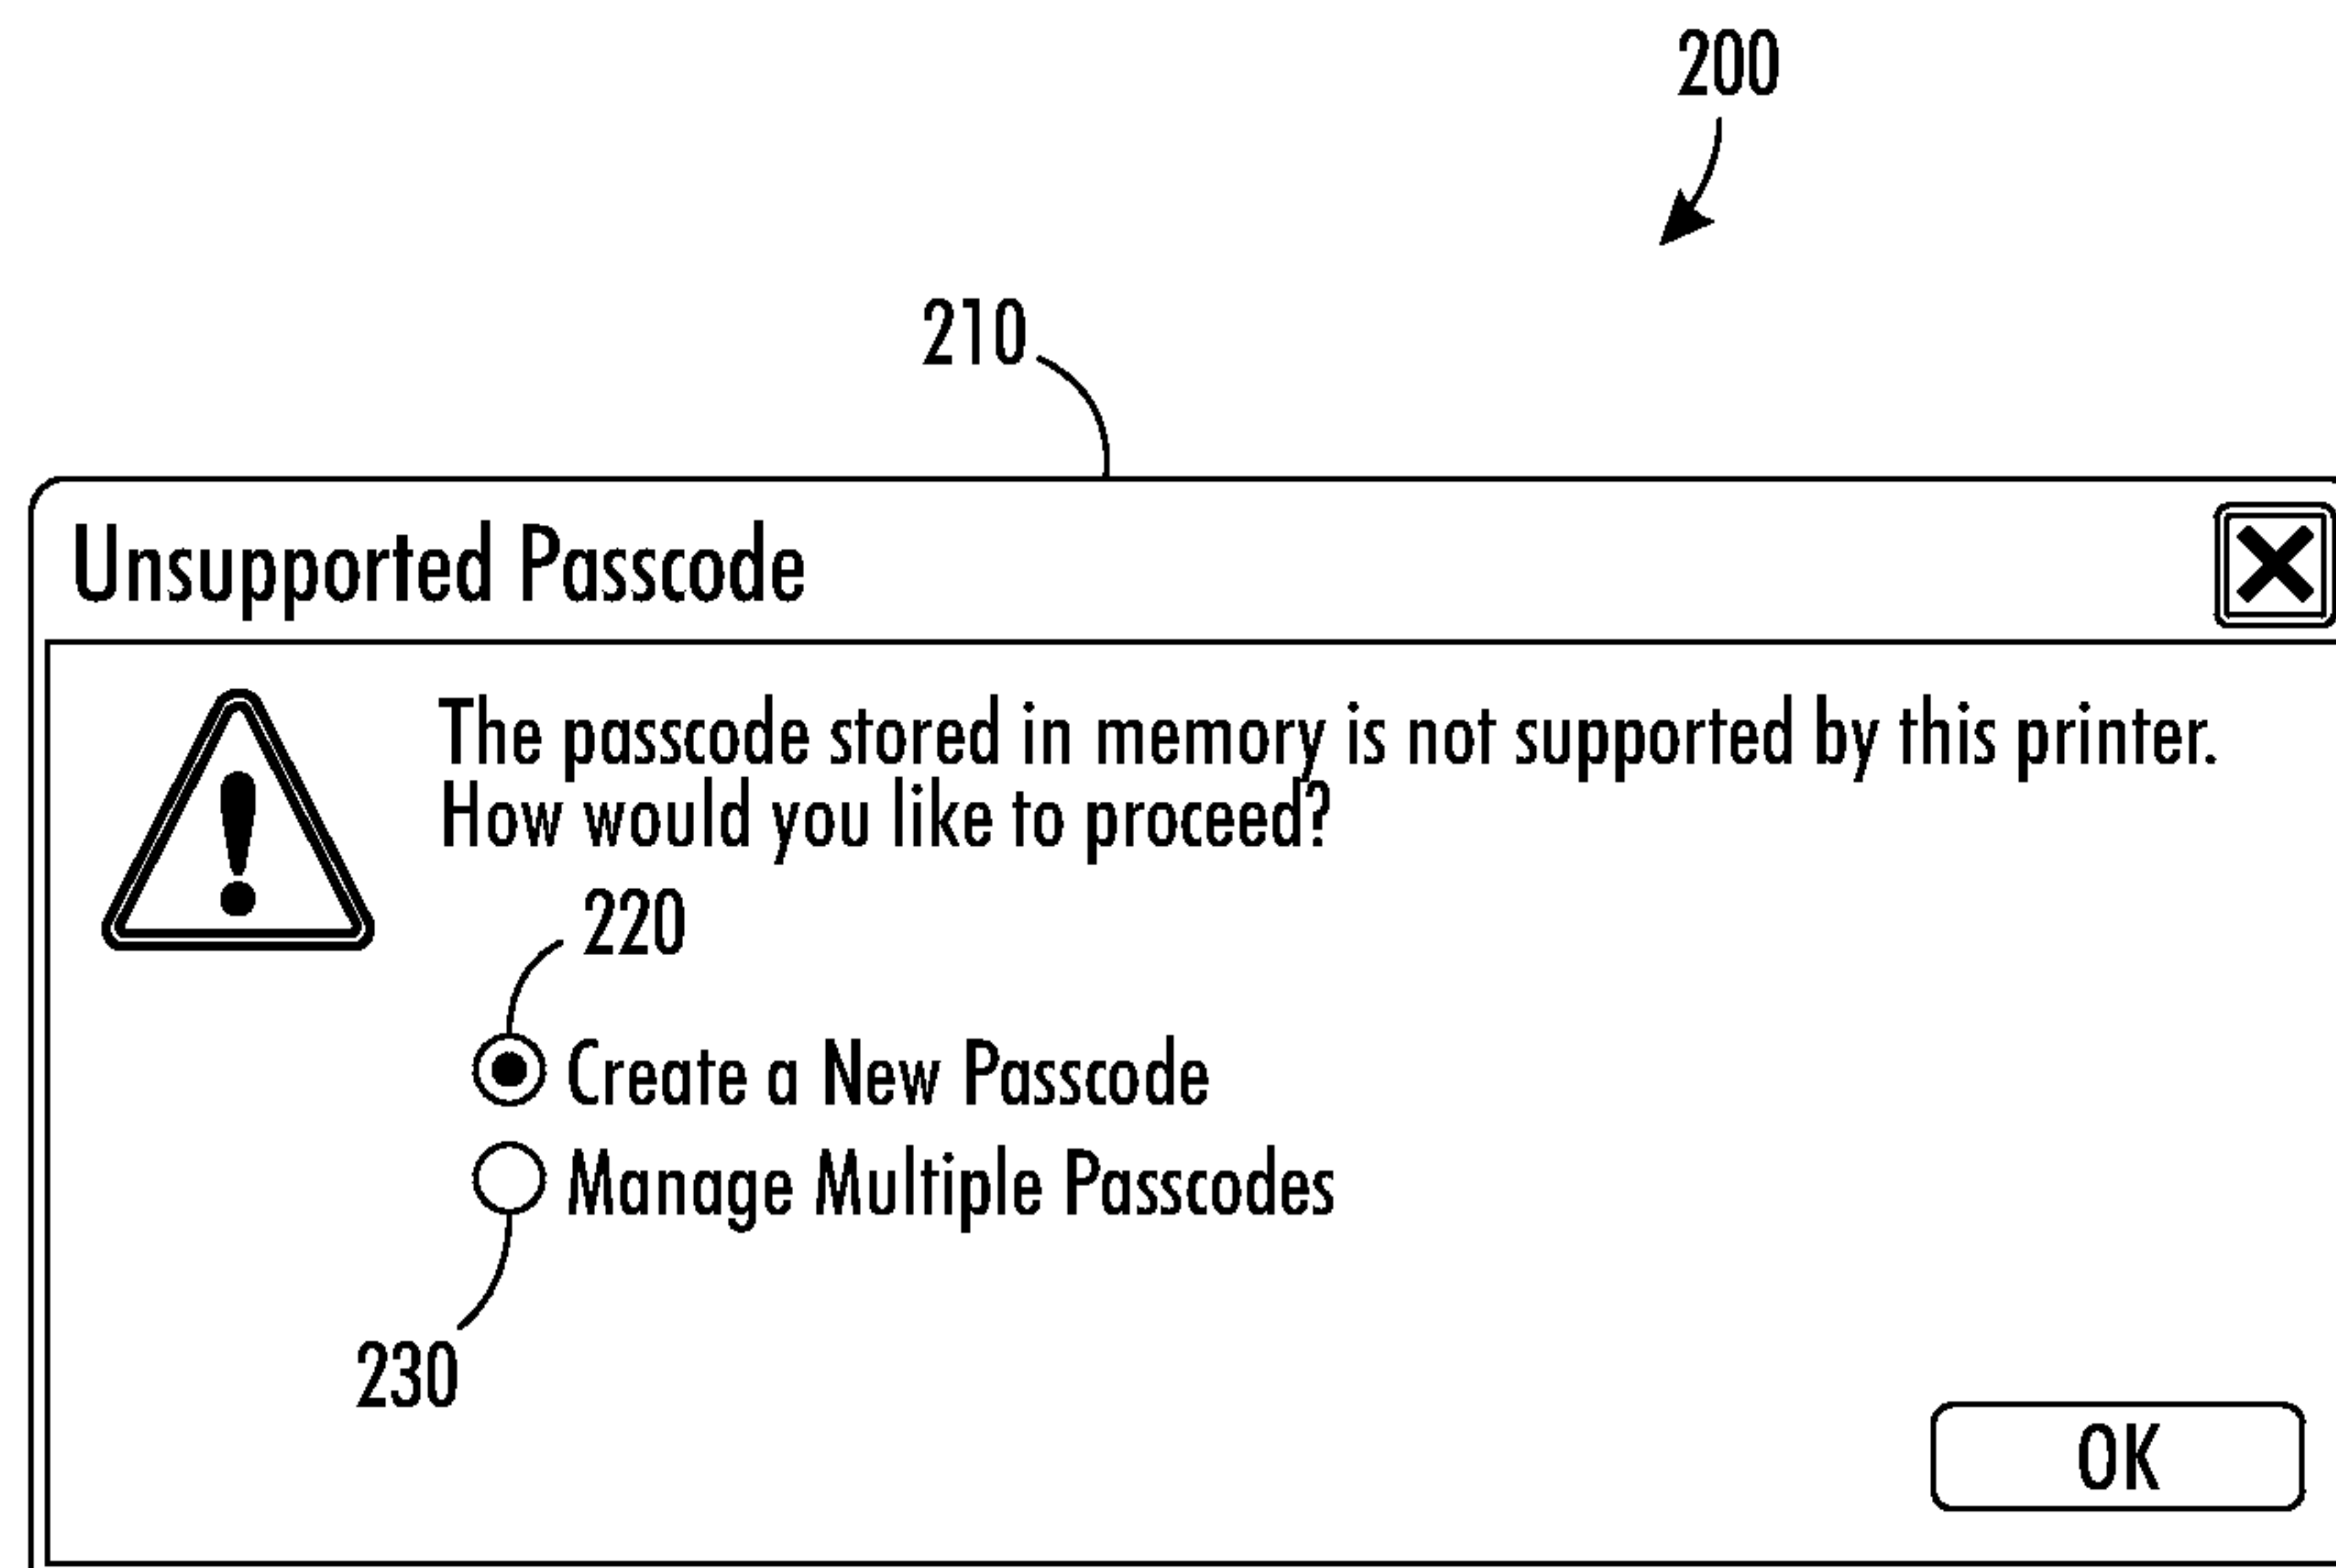 200
210
Unsupported Passcode
The passcode stored in memory is not supported by this printer.
How would you like to proceed?
220
Create a New Passcode
Manage Multiple Passcodes
230
OK